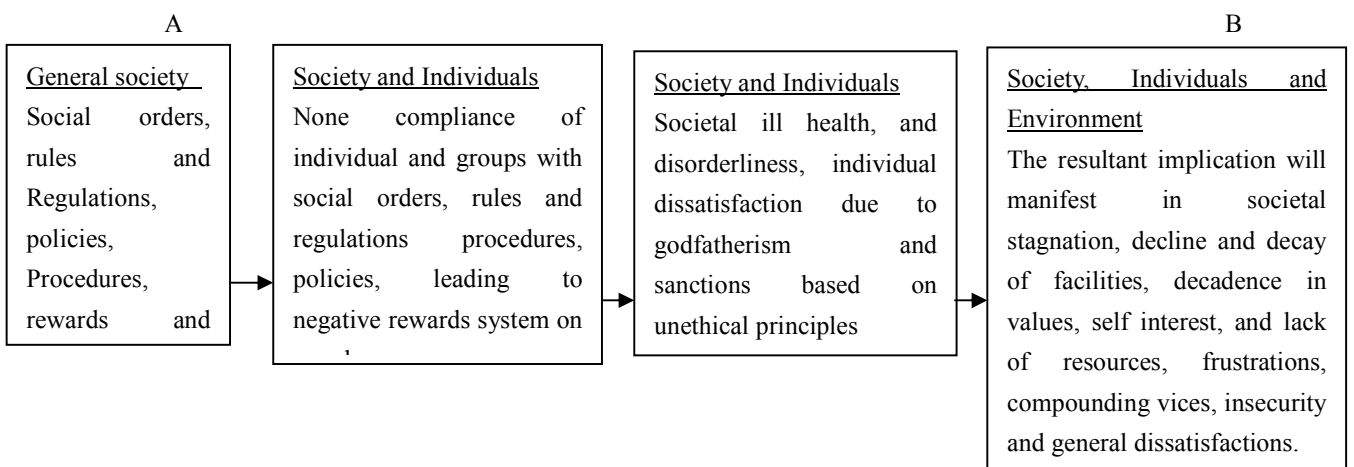 A
B
General society
Social orders,
rules and
Regulations,
policies,
Procedures,
rewards and
Society and Individuals
None compliance of
individual and groups with
social orders, rules and
regulations procedures,
policies, leading to
negative rewards system on
Society and Individuals
Societal ill health, and
disorderliness, individual
dissatisfaction due to
godfatherism and
sanctions based on
unethical principles
Society, Individuals and
Environment
The resultant implication will
manifest in societal
stagnation, decline and decay
of facilities, decadence in
values, self interest, and lack
of resources, frustrations,
compounding vices, insecurity
and general dissatisfactions.